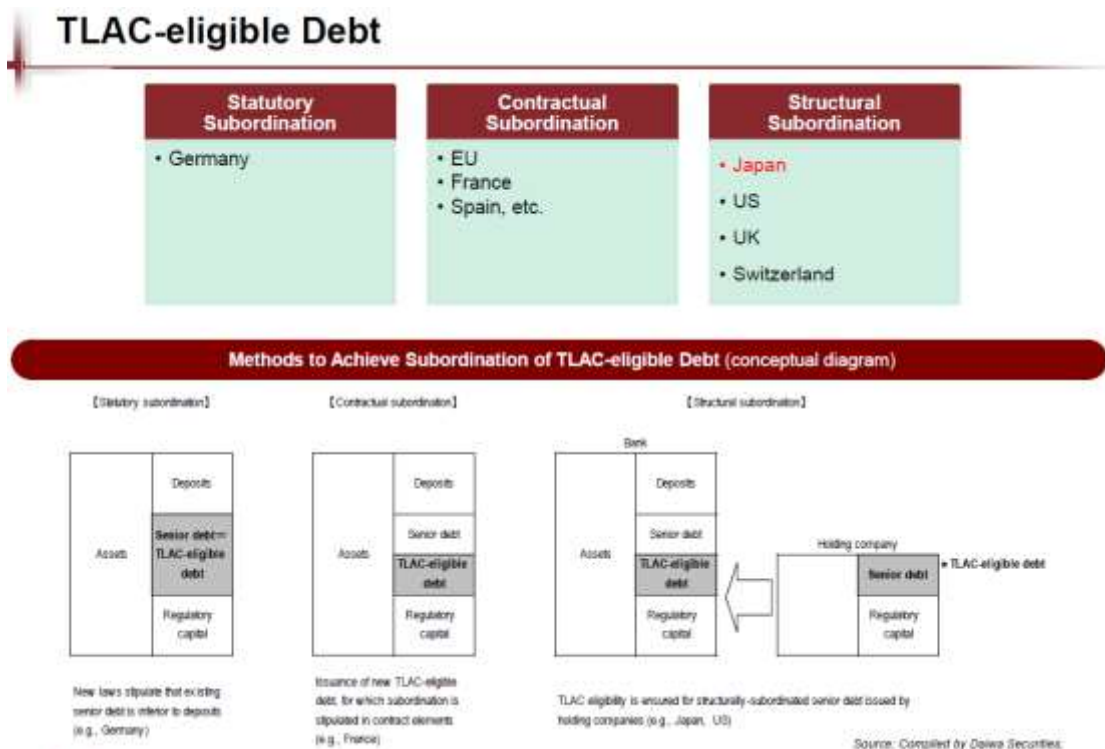 TLAC-eligible Debt
Statutory
Subordination
• Germany
Contractual
Subordination
• EU
• France
• Spain, etc.
Structural
Subordination
• Japan
• US
• UK
• Switzerland
Methods to Achieve Subordination of TLAC-eligible Debt (conceptual diagram)
【Statutory subordination】
Assets
Deposits
Senior debt=
TLAC-eligible
debt
Regulatory
capital
New laws stipulate that existing
senior debt is inferior to deposits
(e.g., Germany)
【Contractual subordination】
Assets
Deposits
Senior debt
TLAC-eligible
debt
Regulatory
capital
Issuance of new TLAC-eligible
debt, for which subordination is
stipulated in contract elements
(e.g., France)
【Structural subordination】
Bank
Assets
Deposits
Senior debt
TLAC-eligible
debt
Regulatory
capital
Holding company
Senior debt
TLAC-eligible debt
Regulatory
capital
TLAC eligibility is ensured for structurally-subordinated senior debt issued by
holding companies (e.g., Japan, US)
Source: Compiled by Daiwa Securities.